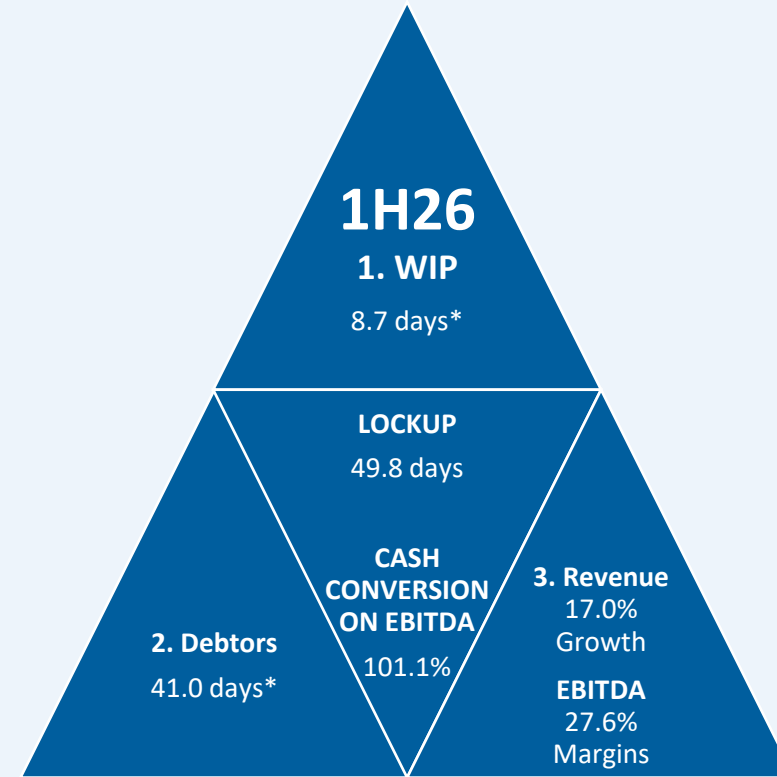 1H26
1. WIP
8.7 days*
LOCKUP
49.8 days
CASH
CONVERSION
ON EBITDA
101.1%
2. Debtors
41.0 days*
3. Revenue
17.0%
Growth
EBITDA
27.6%
Margins